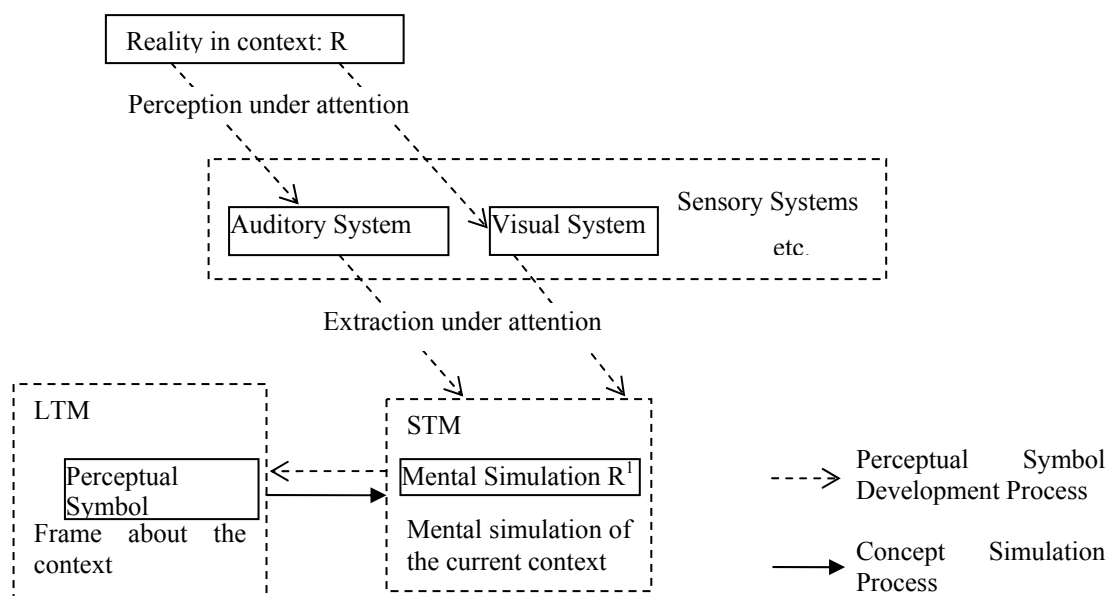 Reality in context: R
Perception under attention
Sensory Systems
etc.
Auditory System
Visual System
Extraction under attention
LTM
Perceptual
Symbol
Frame about the
context
STM
Mental Simulation R¹
Mental simulation of
the current context
Perceptual Symbol
Development Process
Concept Simulation
Process